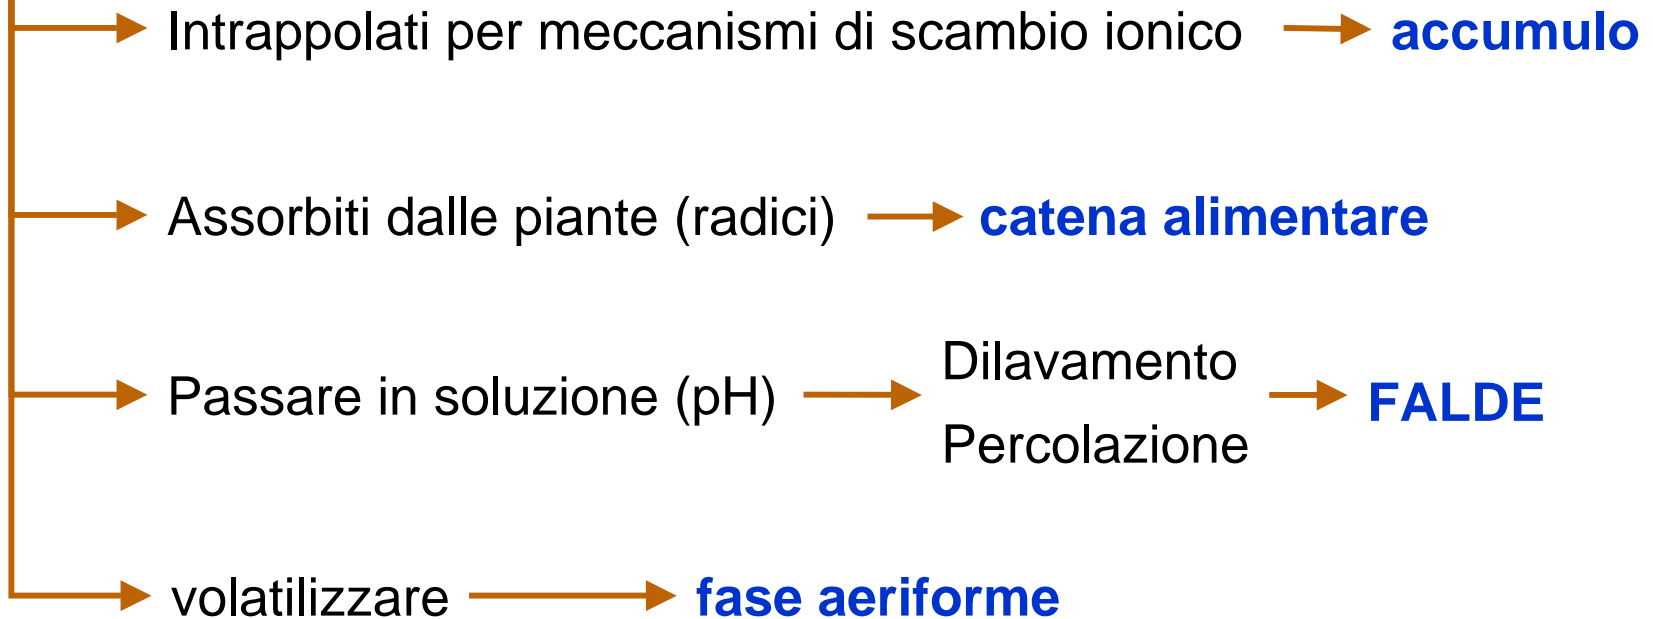 Intrappolati per meccanismi di scambio ionico accumulo
Assorbiti dalle piante (radici) catena alimentare
Passare in soluzione (pH) Dilavamento
Percolazione FALDE
volatilizzare fase aeriforme